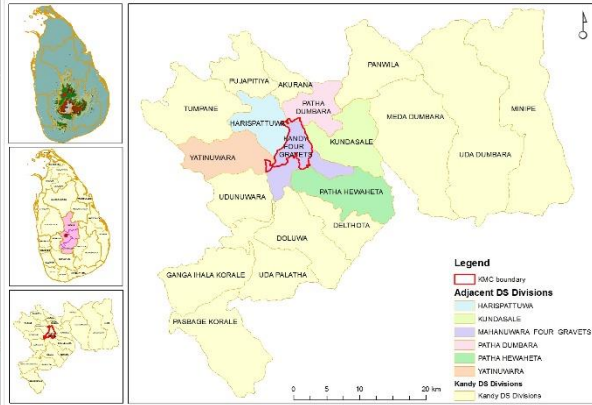 PANWILA
PUJAPITIYA
AKURANA
TUMPANE
PATHA
DUMBARA
MEDA DUMBARA
MINIPE
HARISPATTUWA
KANDY
FOUR
GRAVETS
KUNDASALE
UDA DUMBARA
YATINUWARA
UDUNUWARA
PATHA HEWAHETA
DELTHOTA
DOLUWA
GANGA IHALA KORALE
UDA PALATHA
PASBAGE KORALE
Legend
KMC boundary
Adjacent DS Divisions
HARISPATTUWA
KUNDASALE
MAHANUWARA FOUR GRAVETS
PATHA DUMBARA
PATHA HEWAHETA
YATINUWARA
Kandy DS Divisions
Kandy DS Divisions
0 5 10 20 km